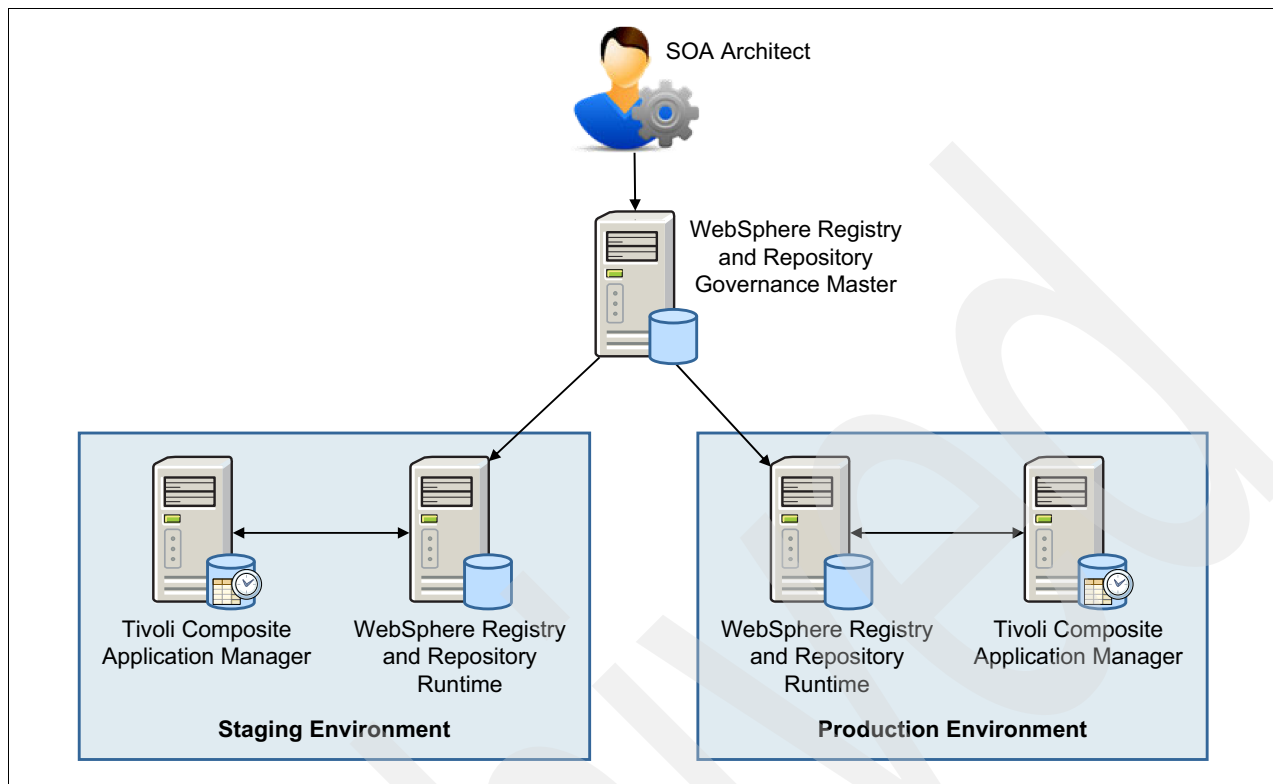 SOA Architect
WebSphere Registry
and Repository
Governance Master
Tivoli Composite
Application Manager
WebSphere Registry
and Repository
Runtime
Staging Environment
WebSphere Registry
and Repository
Runtime
Tivoli Composite
Application Manager
Production Environment